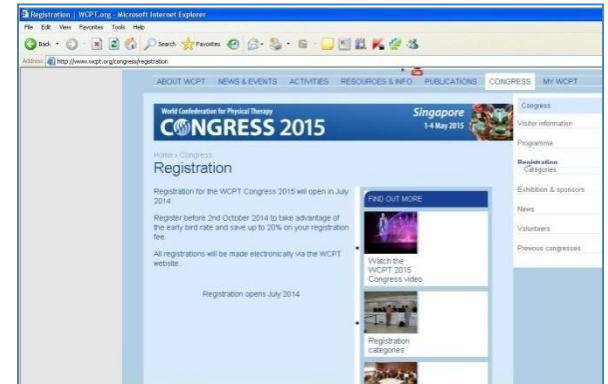 Registration | WCPT.org - Microsoft Internet Explorer
File Edit View Favorites Tools Help
Back Search Favorites
Address http://www.wcpt.org/congress/registration
ABOUT WCPT NEWS & EVENTS ACTIVITIES RESOURCES & INFO PUBLICATIONS CONGRESS MY WCPT
World Confederation for Physical Therapy
CONGRESS 2015
Singapore
1-4 May 2015
Home » Congress
Registration
Registration for the WCPT Congress 2015 will open in July
2014.
Register before 2nd October 2014 to take advantage of
the early bird rate and save up to 20% on your registration
fee.
All registrations will be made electronically via the WCPT
website.
Registration opens July 2014
FIND OUT MORE
Watch the
WCPT 2015
Congress video
Registration
categories
Congress
Visitor information
Programme
Registration
Categories
Exhibition & sponsors
News
Volunteers
Previous congresses